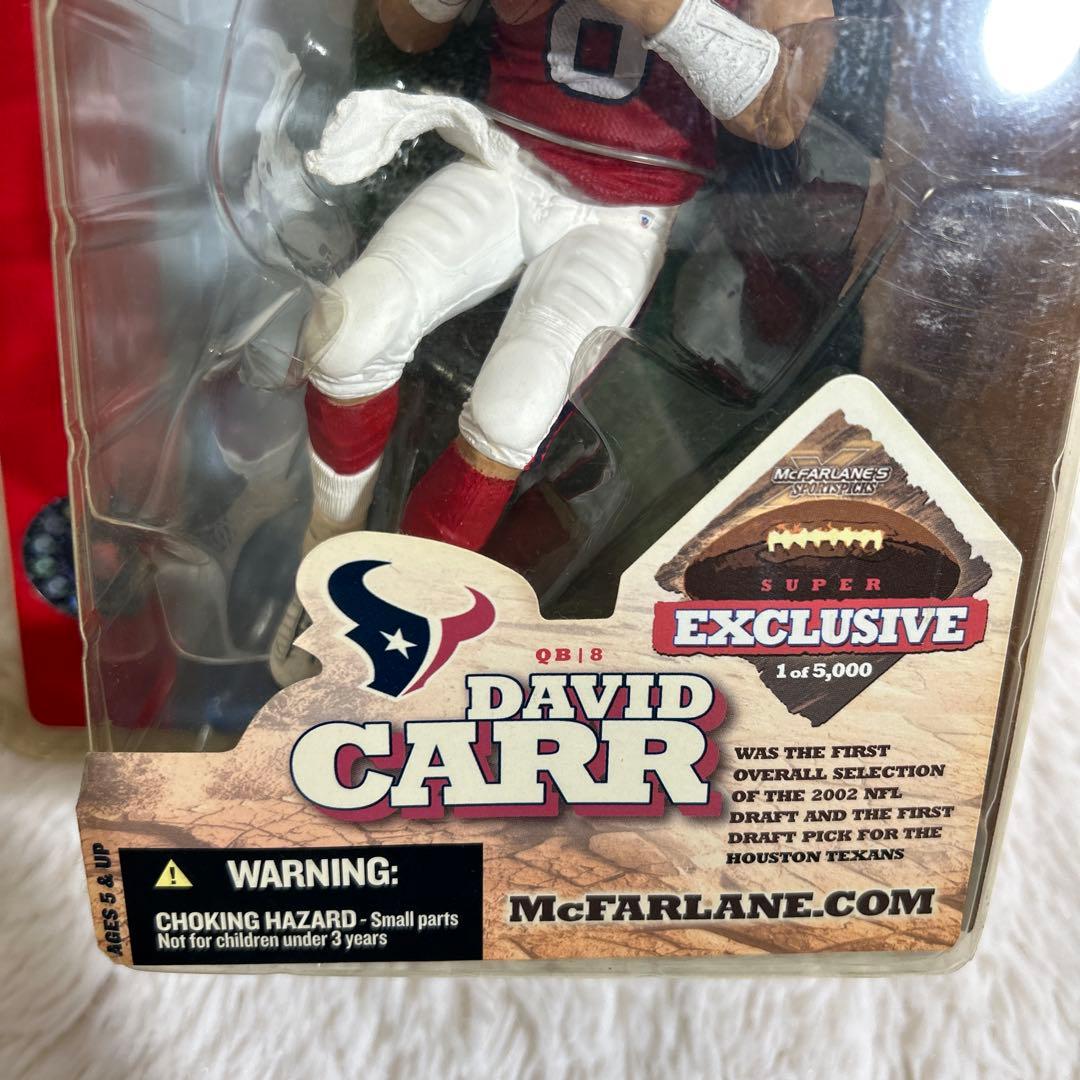 8
McFARLANE'S
SPORTSPICKS
SUPER
EXCLUSIVE
1 of 5,000
QB | 8
DAVID
CARR
WAS THE FIRST
OVERALL SELECTION
OF THE 2002 NFL
DRAFT AND THE FIRST
DRAFT PICK FOR THE
HOUSTON TEXANS
McFARLANE.COM
AGES 5 & UP
WARNING:
CHOKING HAZARD - Small parts
Not for children under 3 years